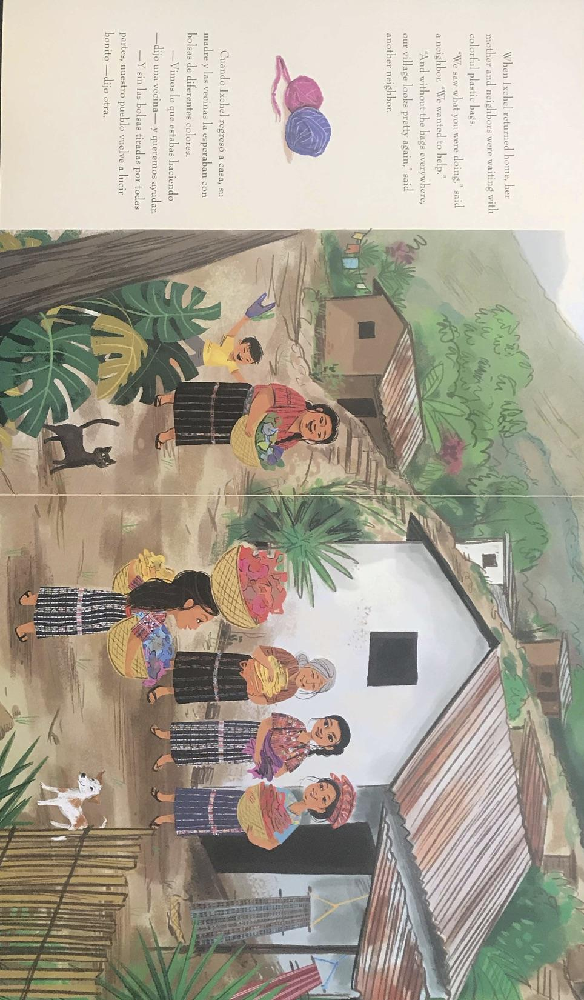 When Ixchel returned home, her
mother and neighbors were waiting with
colorful plastic bags.
“We saw what you were doing,” said
a neighbor. “We wanted to help.”
“And without the bags everywhere,
our village looks pretty again,” said
another neighbor.
Cuando Ixchel regresó a casa, su
madre y las vecinas la esperaban con
bolsas de diferentes colores.
—Vimos lo que estabas haciendo
—dijo una vecina— y queremos ayudar.
—Y sin las bolsas tiradas por todas
partes, nuestro pueblo vuelve a lucir
bonito —dijo otra.